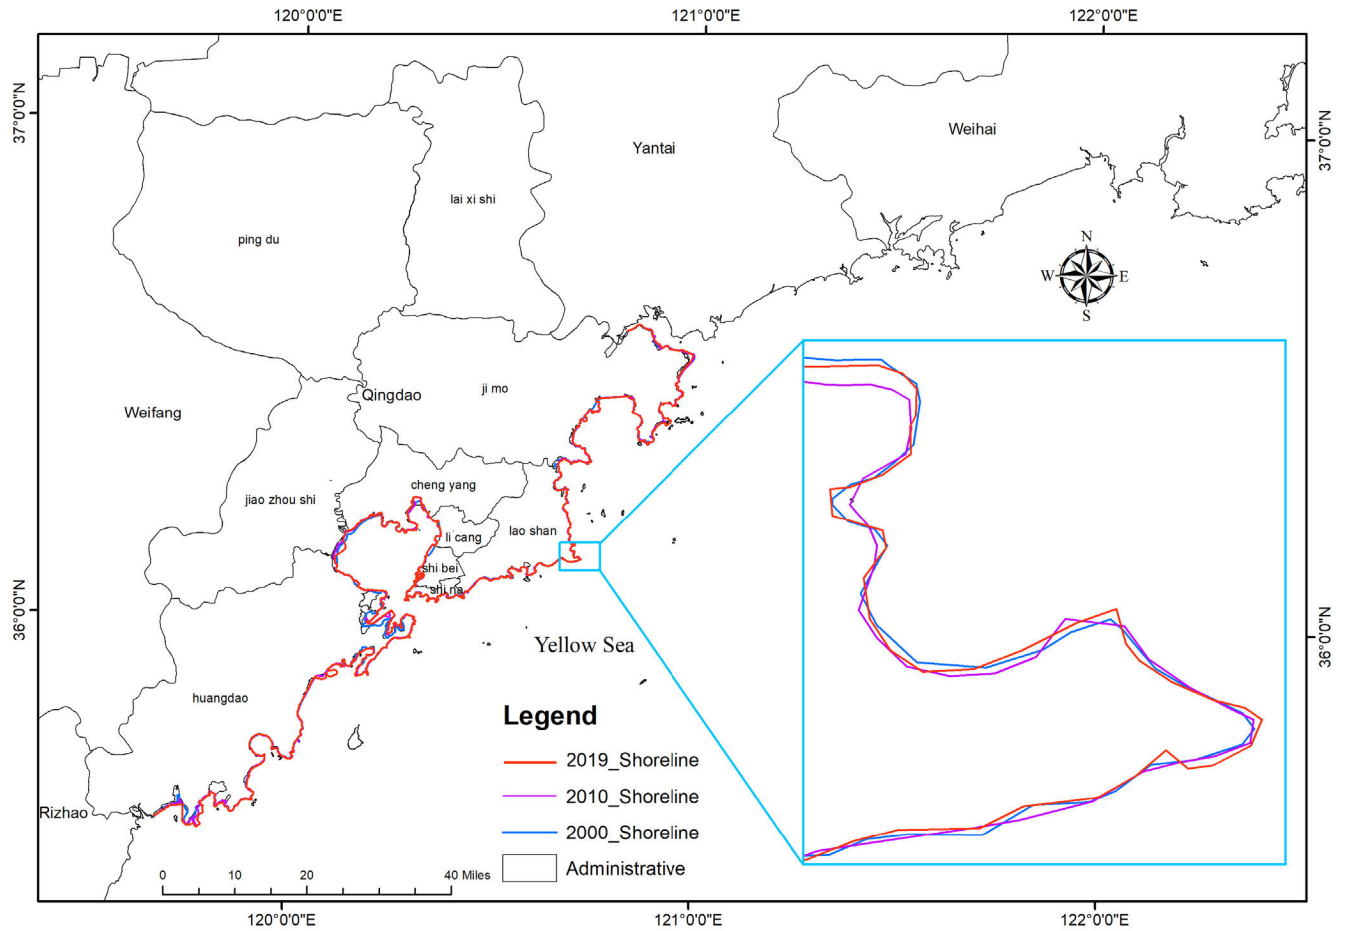 120°0'0"E 121°0'0"E 122°0'0"E
37°0'0"N
37°0'0"N
Weihai
Yantai
lai xi shi
ping du
N
W E
S
Qingdao
ji mo
Weifang
cheng yang
jiao zhou shi
lao shan
li cang
shi bei
shi na
36°0'0"N
36°0'0"N
Yellow Sea
huangdao
Legend
2019_Shoreline
2010_Shoreline
2000_Shoreline
Administrative
Rizhao
0 10 20 40 Miles
120°0'0"E 121°0'0"E 122°0'0"E